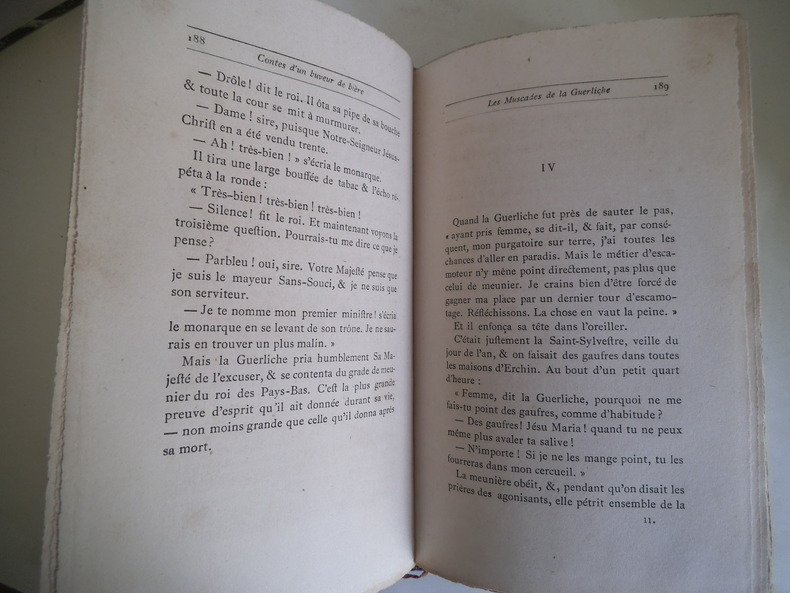 188
Contes d'un buveur de bière
— Drôle! dit le roi. Il ôta sa pipe de sa bouche
& toute la cour se mit à murmurer.
— Dame! sire, puisque Notre-Seigneur Jésus-
Christ en a été vendu trente.
— Ah! très-bien! » s'écria le monarque.
Il tira une large bouffée de tabac & l'écho ré-
péta à la ronde :
« Très-bien! très-bien! très-bien!
— Silence! fit le roi. Et maintenant voyons la
troisième question. Pourrais-tu me dire ce que je
pense?
— Parbleu! oui, sire. Votre Majesté pense que
je suis le mayeur Sans-Souci, & je ne suis que
son serviteur.
— Je te nomme mon premier ministre! s'écria
le monarque en se levant de son trône. Je ne sau-
rais en trouver un plus malin. »
Mais la Guerliche pria humblement Sa Ma-
jesté de l'excuser, & se contenta du grade de meu-
nier du roi des Pays-Bas. C'est la plus grande
preuve d'esprit qu'il ait donnée durant sa vie,
— non moins grande que celle qu'il donna après
sa mort.
Les Muscades de la Guerliche
189
IV
Quand la Guerliche fut près de sauter le pas,
« ayant pris femme, se dit-il, & fait, par consé-
quent, mon purgatoire sur terre, j'ai toutes les
chances d'aller en paradis. Mais le métier d'esca-
moteur n'y mène point directement, pas plus que
celui de meunier. Je crains bien d'être forcé de
gagner ma place par un dernier tour d'escamo-
tage. Réfléchissons. La chose en vaut la peine. »
Et il enfonça sa tête dans l'oreiller.
C'était justement la Saint-Sylvestre, veille du
jour de l'an, & on faisait des gaufres dans toutes
les maisons d'Erchin. Au bout d'un petit quart
d'heure :
« Femme, dit la Guerliche, pourquoi ne me
fais-tu point des gaufres, comme d'habitude?
— Des gaufres! Jésu Maria! quand tu ne peux
même plus avaler ta salive!
— N'importe! Si je ne les mange point, tu les
fourreras dans mon cercueil. »
La meunière obéit, &, pendant qu'on disait les
prières des agonisants, elle pétrit ensemble de la
11.